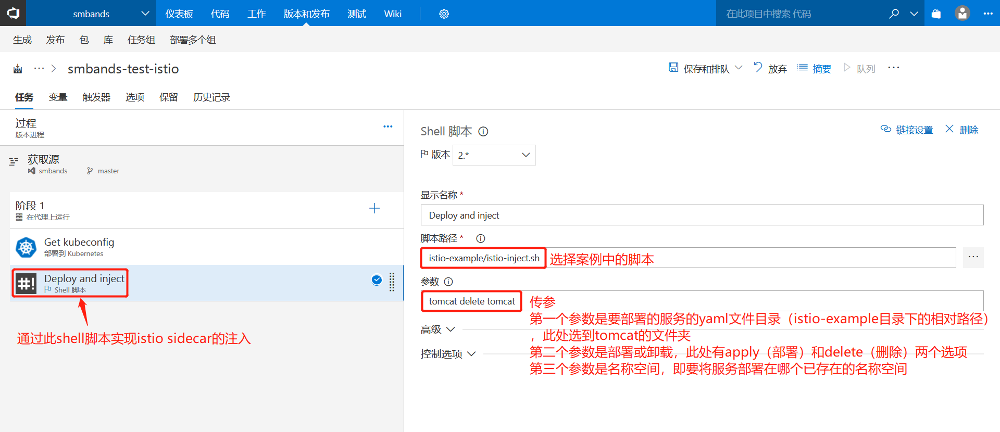 smbands
仪表板 代码 工作 版本和发布 测试 Wiki
在此项目中搜索 代码
生成 发布 包 库 任务组 部署多个组
··· > smbands-test-istio
保存和排队 放弃 摘要 队列 ···
任务 变量 触发器 选项 保留 历史记录
过程
版本进程
获取源
smbands master
阶段 1
在代理上运行
Get kubeconfig
部署到 Kubernetes
Deploy and inject
Shell 脚本
通过此shell脚本实现istio sidecar的注入
Shell 脚本
链接设置 删除
版本 2.*
显示名称 *
Deploy and inject
脚本路径 *
istio-example/istio-inject.sh 选择案例中的脚本
参数
tomcat delete tomcat 传参
第一个参数是要部署的服务的yaml文件目录（istio-example目录下的相对路径）
高级
，此处选到tomcat的文件夹
第二个参数是部署或卸载，此处有apply（部署）和delete（删除）两个选项
控制选项
第三个参数是名称空间，即要将服务部署在哪个已存在的名称空间